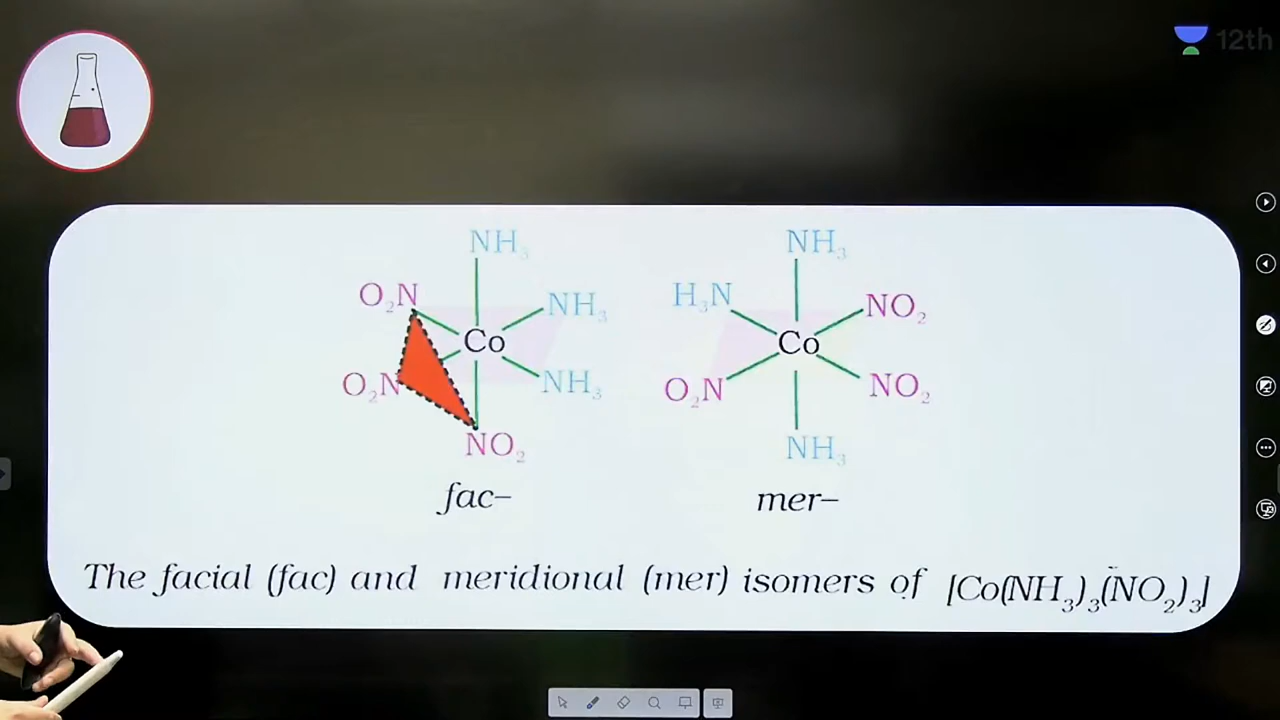 12th
NH₃ NH₃
O₂N NH₃ H₃N NO₂
Co Co
O₂N NH₃ O₂N NO₂
NO₂ NH₃
fac– mer–
The facial (fac) and meridional (mer) isomers of [Co(NH₃)₃(NO₂)₃]